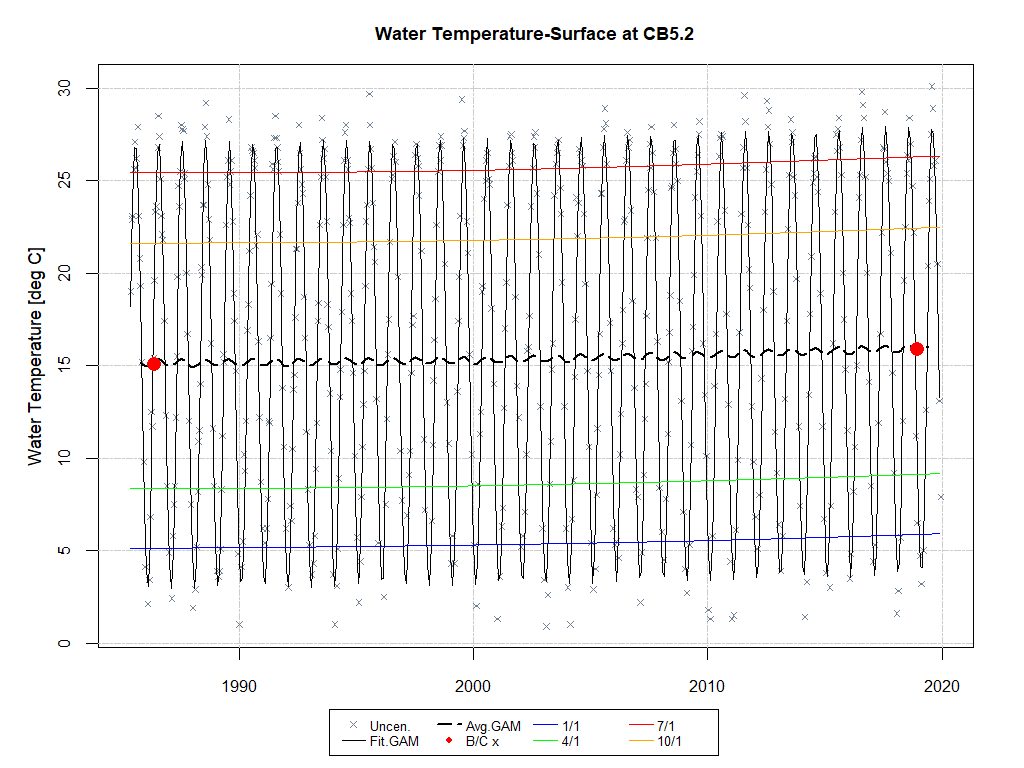 Water Temperature-Surface at CB5.2
Water Temperature [deg C]
30
25
20
15
10
5
0
1990 2000 2010 2020
Uncen. Avg.GAM 1/1 7/1
Fit.GAM B/C x 4/1 10/1